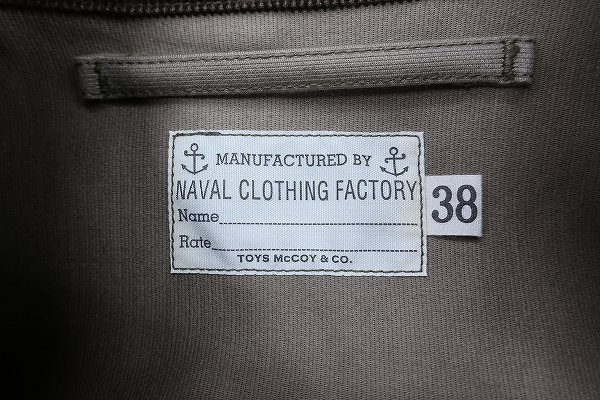 MANUFACTURED BY
NAVAL CLOTHING FACTORY
Name
Rate
TOYS McCOY & CO.
38